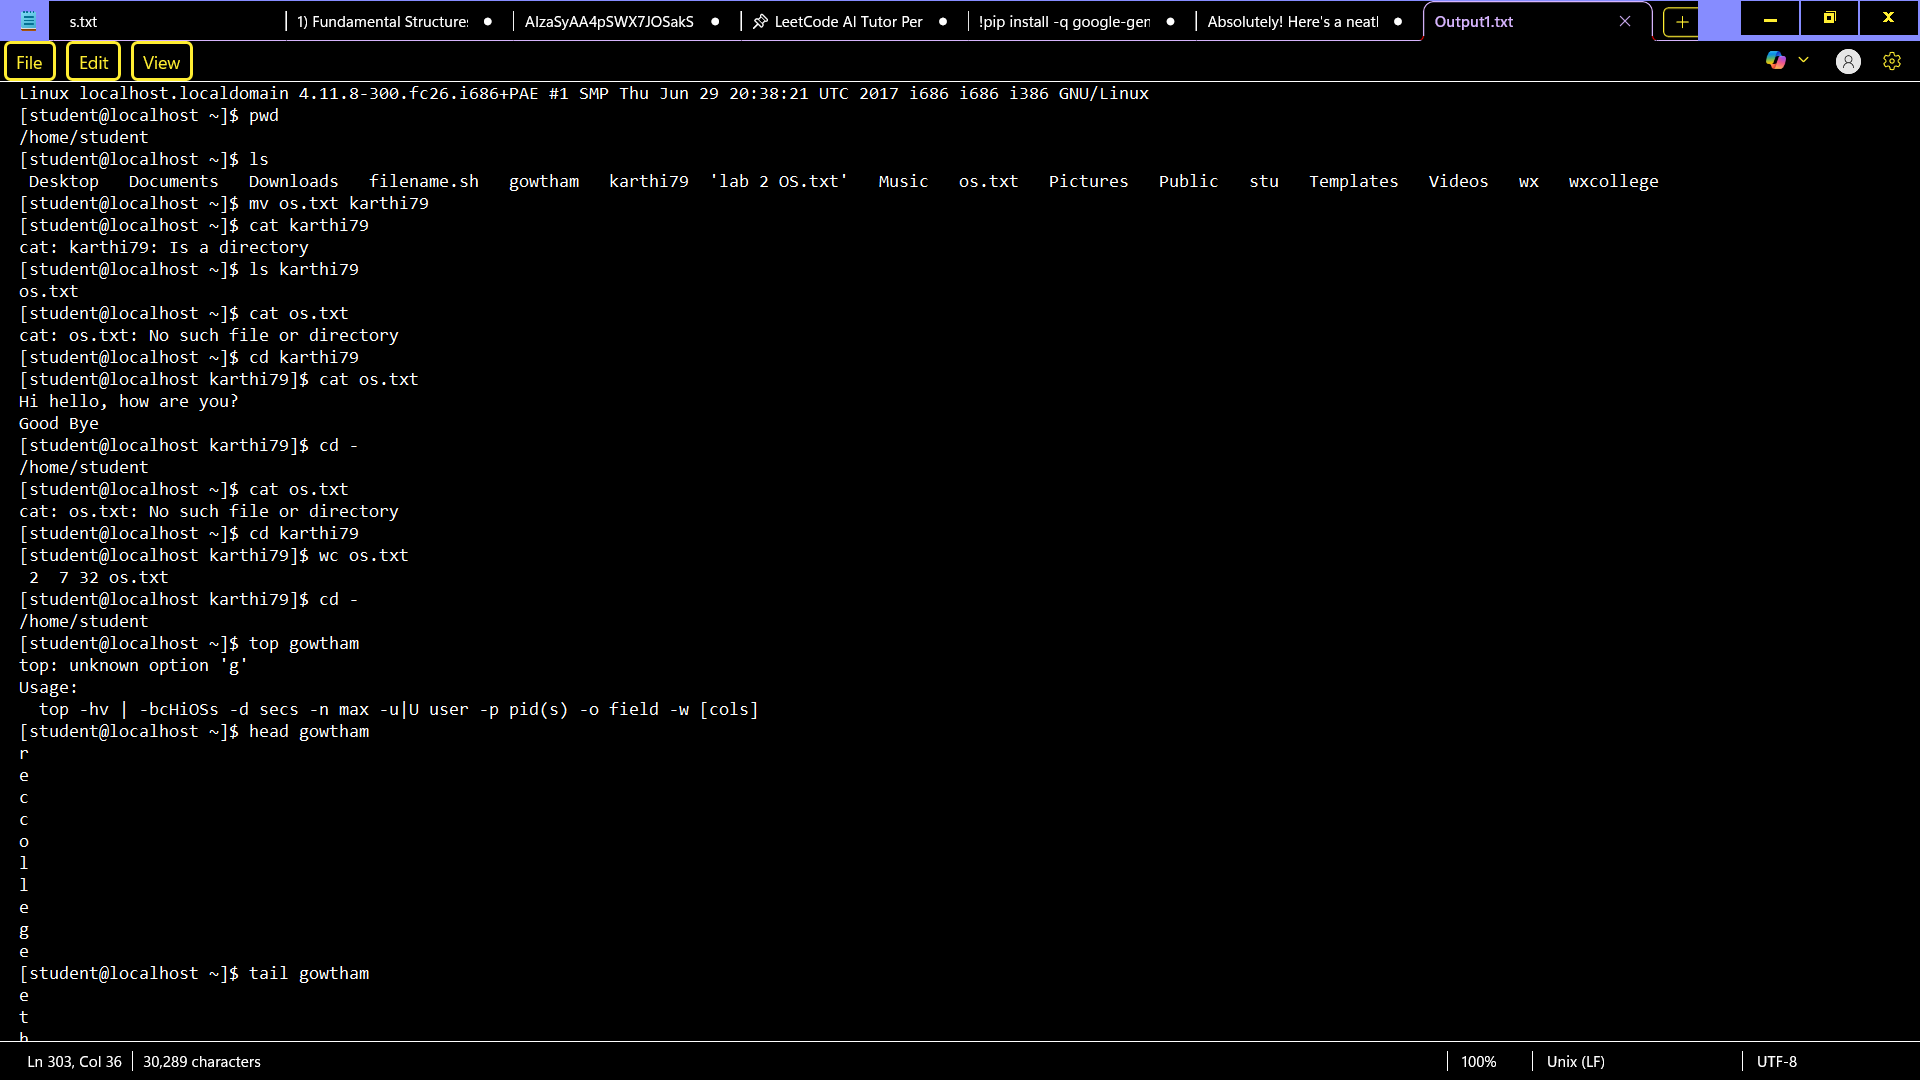 s.txt
1) Fundamental Structure:
AIzaSyAA4pSWX7JOSakS
LeetCode AI Tutor Per
!pip install -q google-ger
Absolutely! Here's a neatl
Output1.txt
File Edit View
Linux localhost.localdomain 4.11.8-300.fc26.i686+PAE #1 SMP Thu Jun 29 20:38:21 UTC 2017 i686 i686 i386 GNU/Linux
[student@localhost ~]$ pwd
/home/student
[student@localhost ~]$ ls
Desktop   Documents   Downloads   filename.sh   gowtham   karthi79  'lab 2 OS.txt'   Music   os.txt   Pictures   Public   stu   Templates   Videos   wx   wxcollege
[student@localhost ~]$ mv os.txt karthi79
[student@localhost ~]$ cat karthi79
cat: karthi79: Is a directory
[student@localhost ~]$ ls karthi79
os.txt
[student@localhost ~]$ cat os.txt
cat: os.txt: No such file or directory
[student@localhost ~]$ cd karthi79
[student@localhost karthi79]$ cat os.txt
Hi hello, how are you?
Good Bye
[student@localhost karthi79]$ cd -
/home/student
[student@localhost ~]$ cat os.txt
cat: os.txt: No such file or directory
[student@localhost ~]$ cd karthi79
[student@localhost karthi79]$ wc os.txt
2  7 32 os.txt
[student@localhost karthi79]$ cd -
/home/student
[student@localhost ~]$ top gowtham
top: unknown option 'g'
Usage:
top -hv | -bcHiOSs -d secs -n max -u|U user -p pid(s) -o field -w [cols]
[student@localhost ~]$ head gowtham
r
e
c
c
o
l
l
e
g
e
[student@localhost ~]$ tail gowtham
e
t
h
Ln 303, Col 36
30,289 characters
100%
Unix (LF)
UTF-8